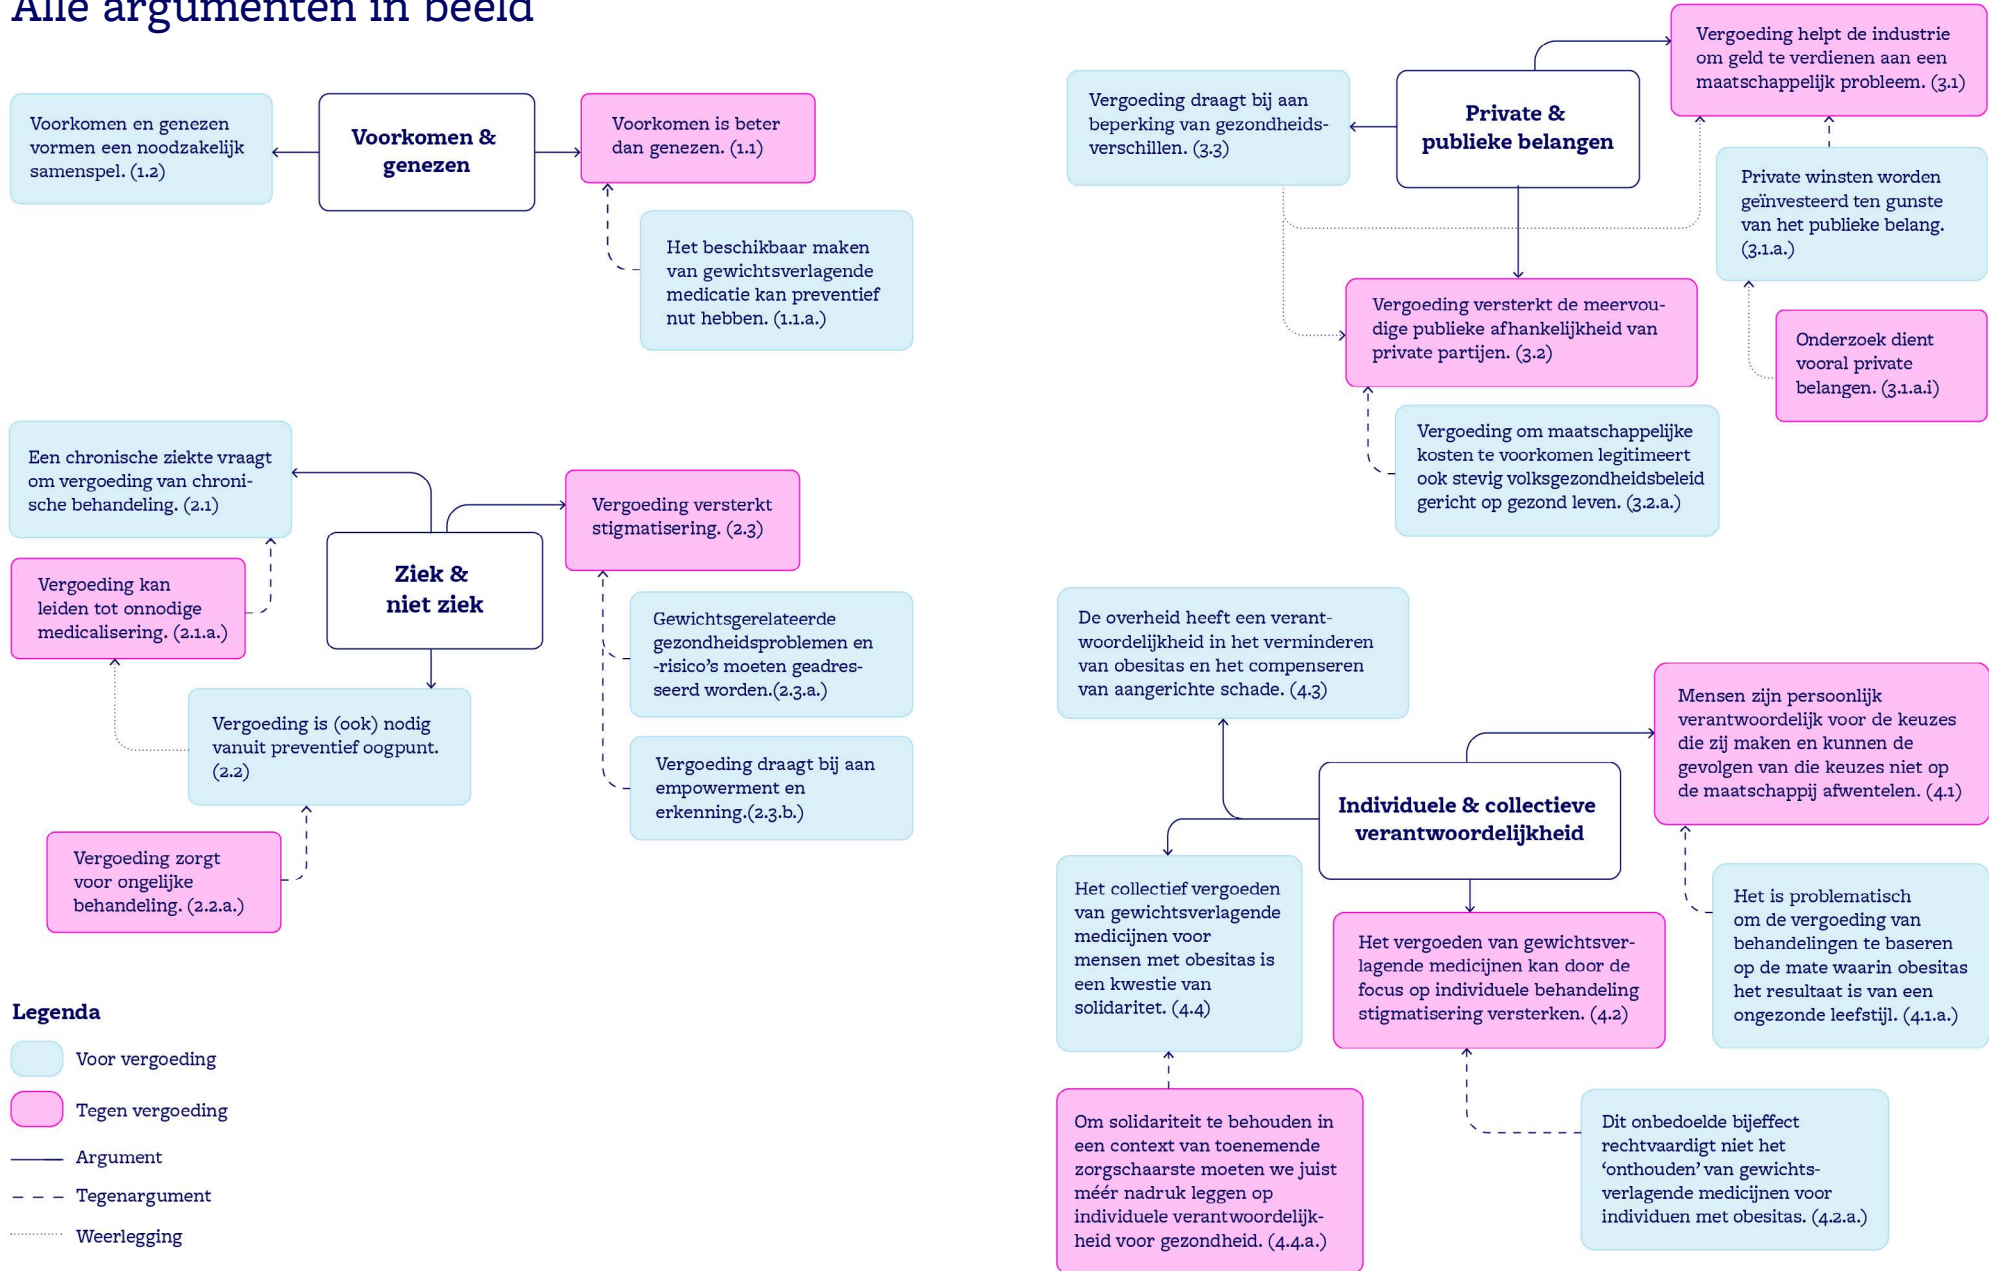 Alle argumenten in beeld
Voorkomen en genezen
vormen een noodzakelijk
samenspel. (1.2)
Voorkomen &
genezen
Voorkomen is beter
dan genezen. (1.1)
Het beschikbaar maken
van gewichtsverlagende
medicatie kan preventief
nut hebben. (1.1.a.)
Een chronische ziekte vraagt
om vergoeding van chroni-
sche behandeling. (2.1)
Vergoeding kan
leiden tot onnodige
medicalisering. (2.1.a.)
Ziek &
niet ziek
Vergoeding versterkt
stigmatisering. (2.3)
Gewichtsgerelateerde
gezondheidsproblemen en
-risico's moeten geadres-
seerd worden.(2.3.a.)
Vergoeding is (ook) nodig
vanuit preventief oogpunt.
(2.2)
Vergoeding draagt bij aan
empowerment en
erkenning.(2.3.b.)
Vergoeding zorgt
voor ongelijke
behandeling. (2.2.a.)
Legenda
Voor vergoeding
Tegen vergoeding
Argument
Tegenargument
Weerlegging
Vergoeding draagt bij aan
beperking van gezondheids-
verschillen. (3.3)
Private &
publieke belangen
Vergoeding helpt de industrie
om geld te verdienen aan een
maatschappelijk probleem. (3.1)
Private winsten worden
geïnvesteerd ten gunste
van het publieke belang.
(3.1.a.)
Vergoeding versterkt de meervou-
dige publieke afhankelijkheid van
private partijen. (3.2)
Onderzoek dient
vooral private
belangen. (3.1.a.i)
Vergoeding om maatschappelijke
kosten te voorkomen legitimeert
ook stevig volksgezondheidsbeleid
gericht op gezond leven. (3.2.a.)
De overheid heeft een verant-
woordelijkheid in het verminderen
van obesitas en het compenseren
van aangerichte schade. (4.3)
Mensen zijn persoonlijk
verantwoordelijk voor de keuzes
die zij maken en kunnen de
gevolgen van die keuzes niet op
de maatschappij afwentelen. (4.1)
Individuele & collectieve
verantwoordelijkheid
Het collectief vergoeden
van gewichtsverlagende
medicijnen voor
mensen met obesitas is
een kwestie van
solidaritet. (4.4)
Het vergoeden van gewichtsver-
lagende medicijnen kan door de
focus op individuele behandeling
stigmatisering versterken. (4.2)
Het is problematisch
om de vergoeding van
behandelingen te baseren
op de mate waarin obesitas
het resultaat is van een
ongezonde leefstijl. (4.1.a.)
Om solidariteit te behouden in
een context van toenemende
zorgschaarste moeten we juist
méér nadruk leggen op
individuele verantwoordelijk-
heid voor gezondheid. (4.4.a.)
Dit onbedoelde bijeffect
rechtvaardigt niet het
‘onthouden’ van gewichts-
verlagende medicijnen voor
individuen met obesitas. (4.2.a.)